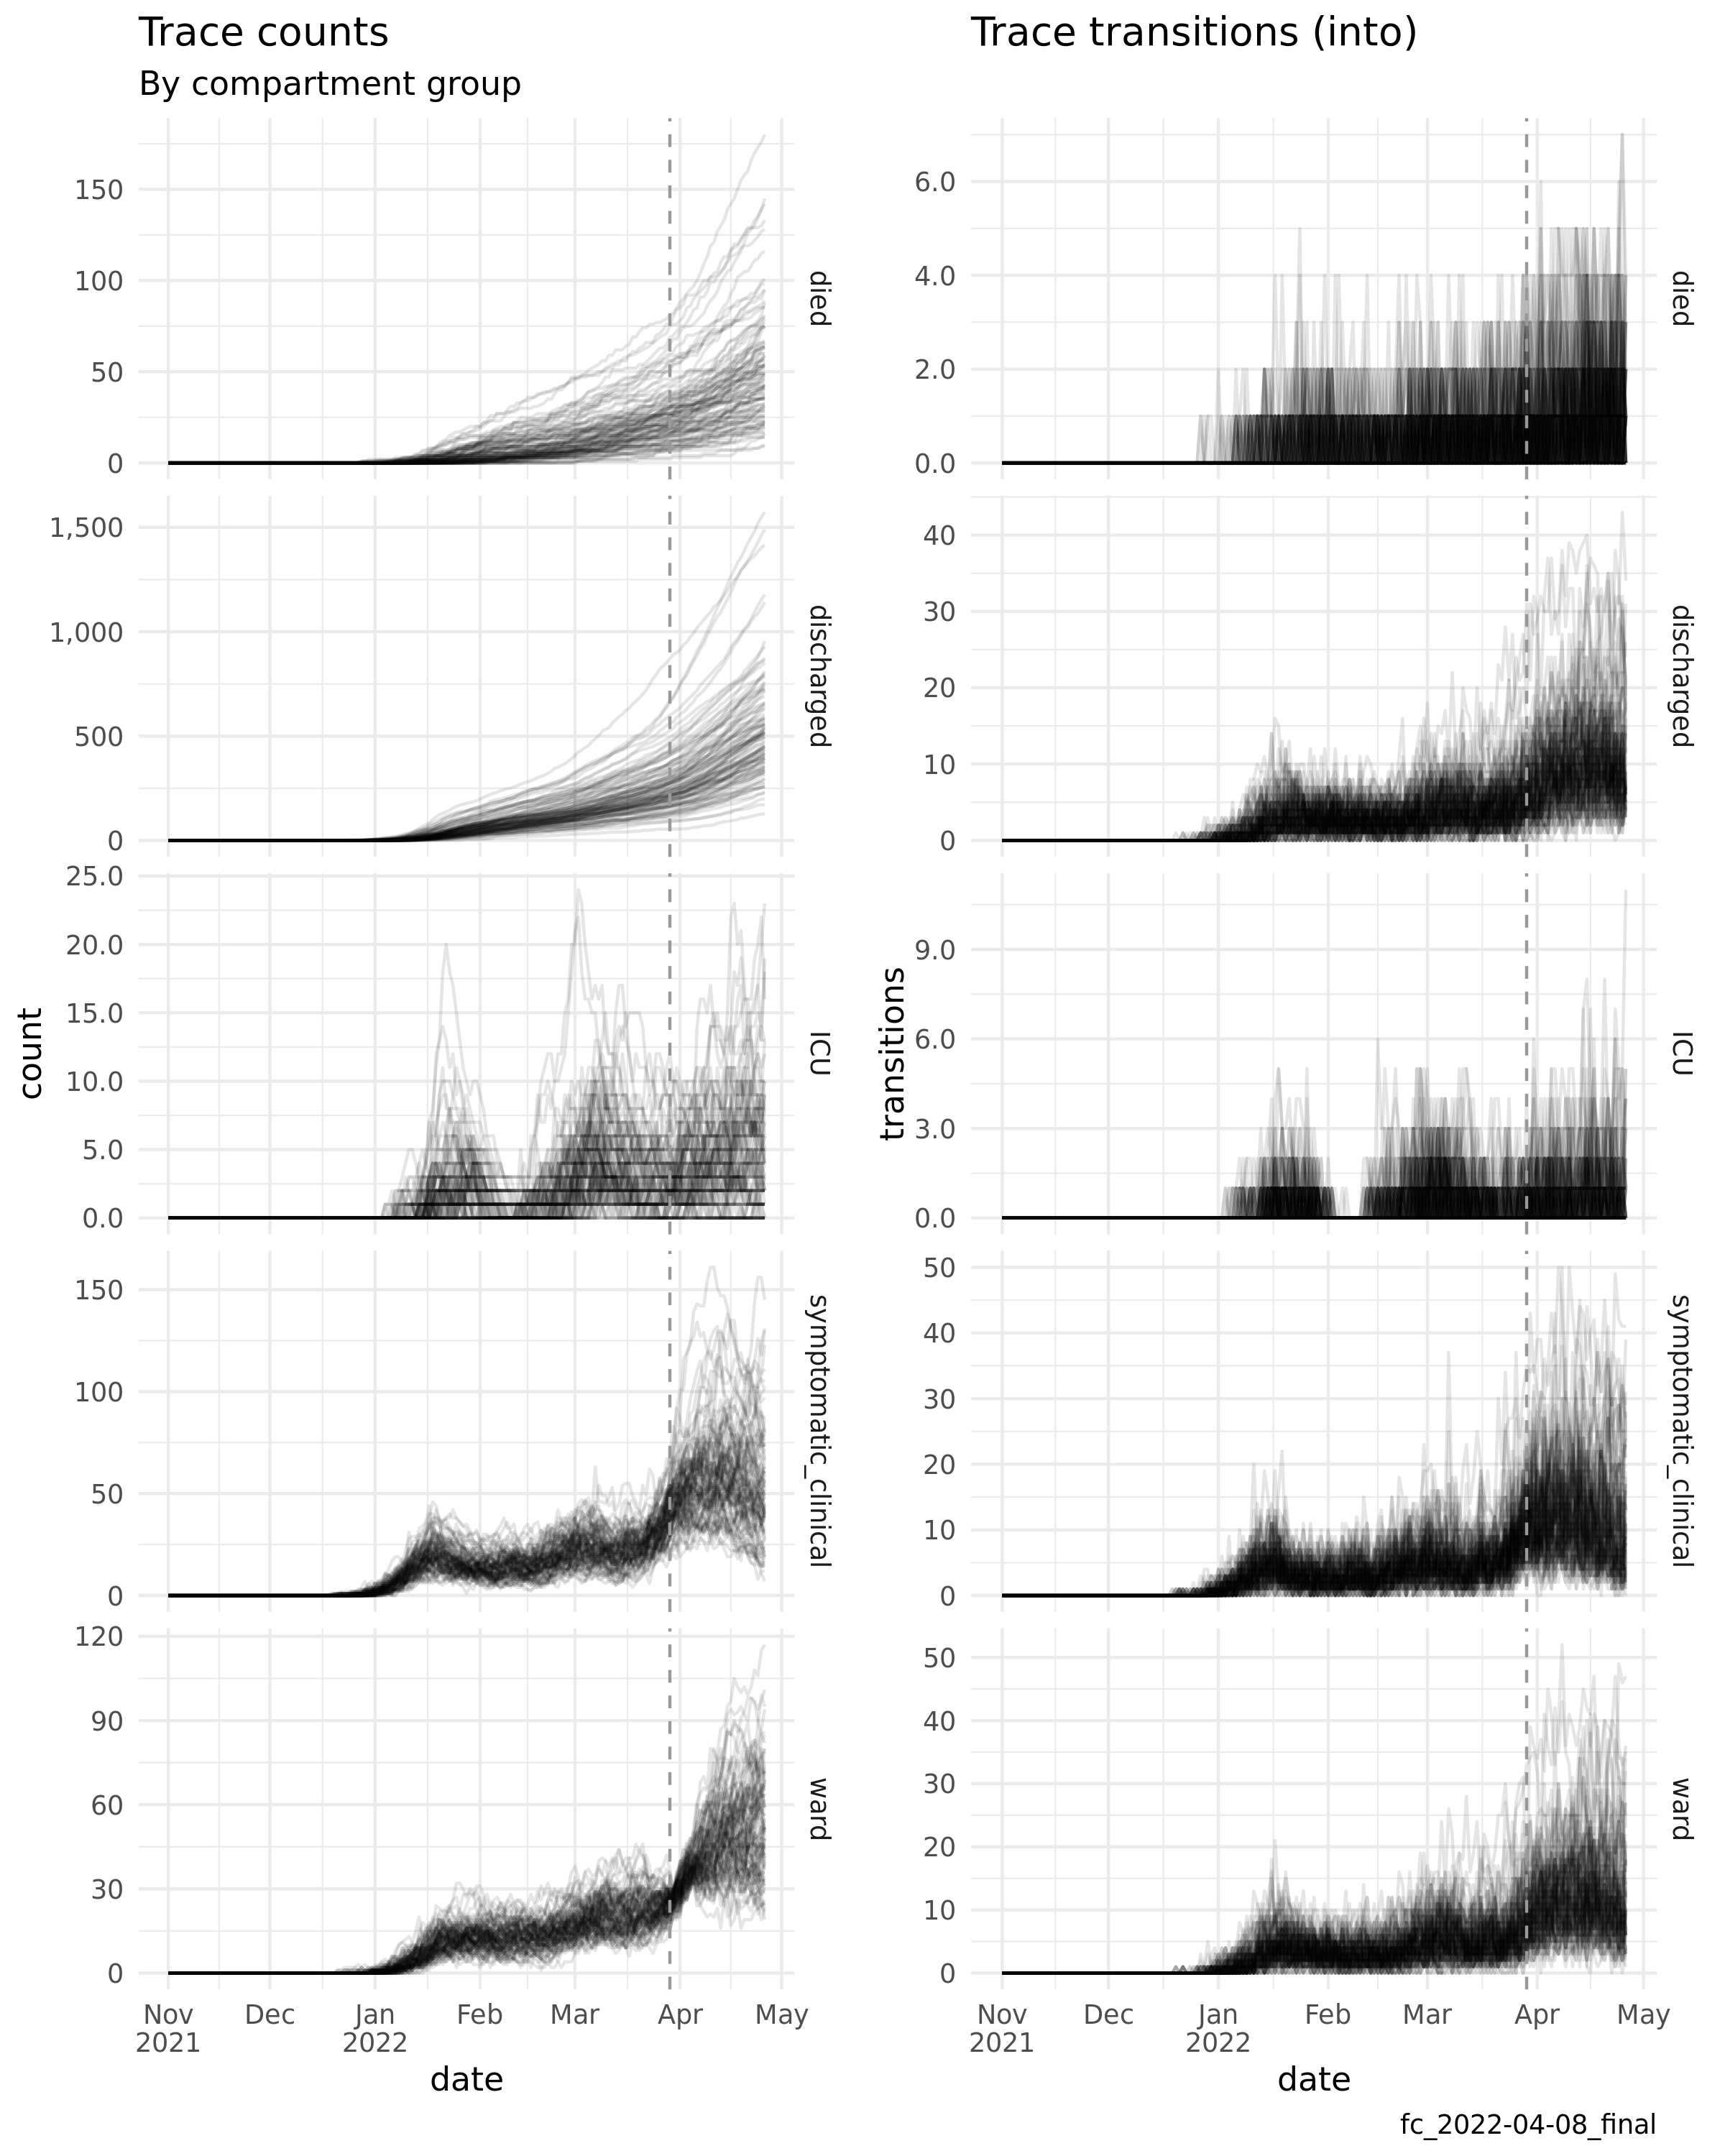 Trace counts
By compartment group
150
100
50
0
died
1,500
1,000
500
0
discharged
25.0
20.0
15.0
10.0
5.0
0.0
ICU
count
150
100
50
0
symptomatic_clinical
120
90
60
30
0
ward
Nov Dec Jan Feb Mar Apr May
2021 2022
date
Trace transitions (into)
6.0
4.0
2.0
0.0
died
40
30
20
10
0
discharged
9.0
6.0
3.0
0.0
ICU
transitions
50
40
30
20
10
0
symptomatic_clinical
50
40
30
20
10
0
ward
Nov Dec Jan Feb Mar Apr May
2021 2022
date
fc_2022-04-08_final